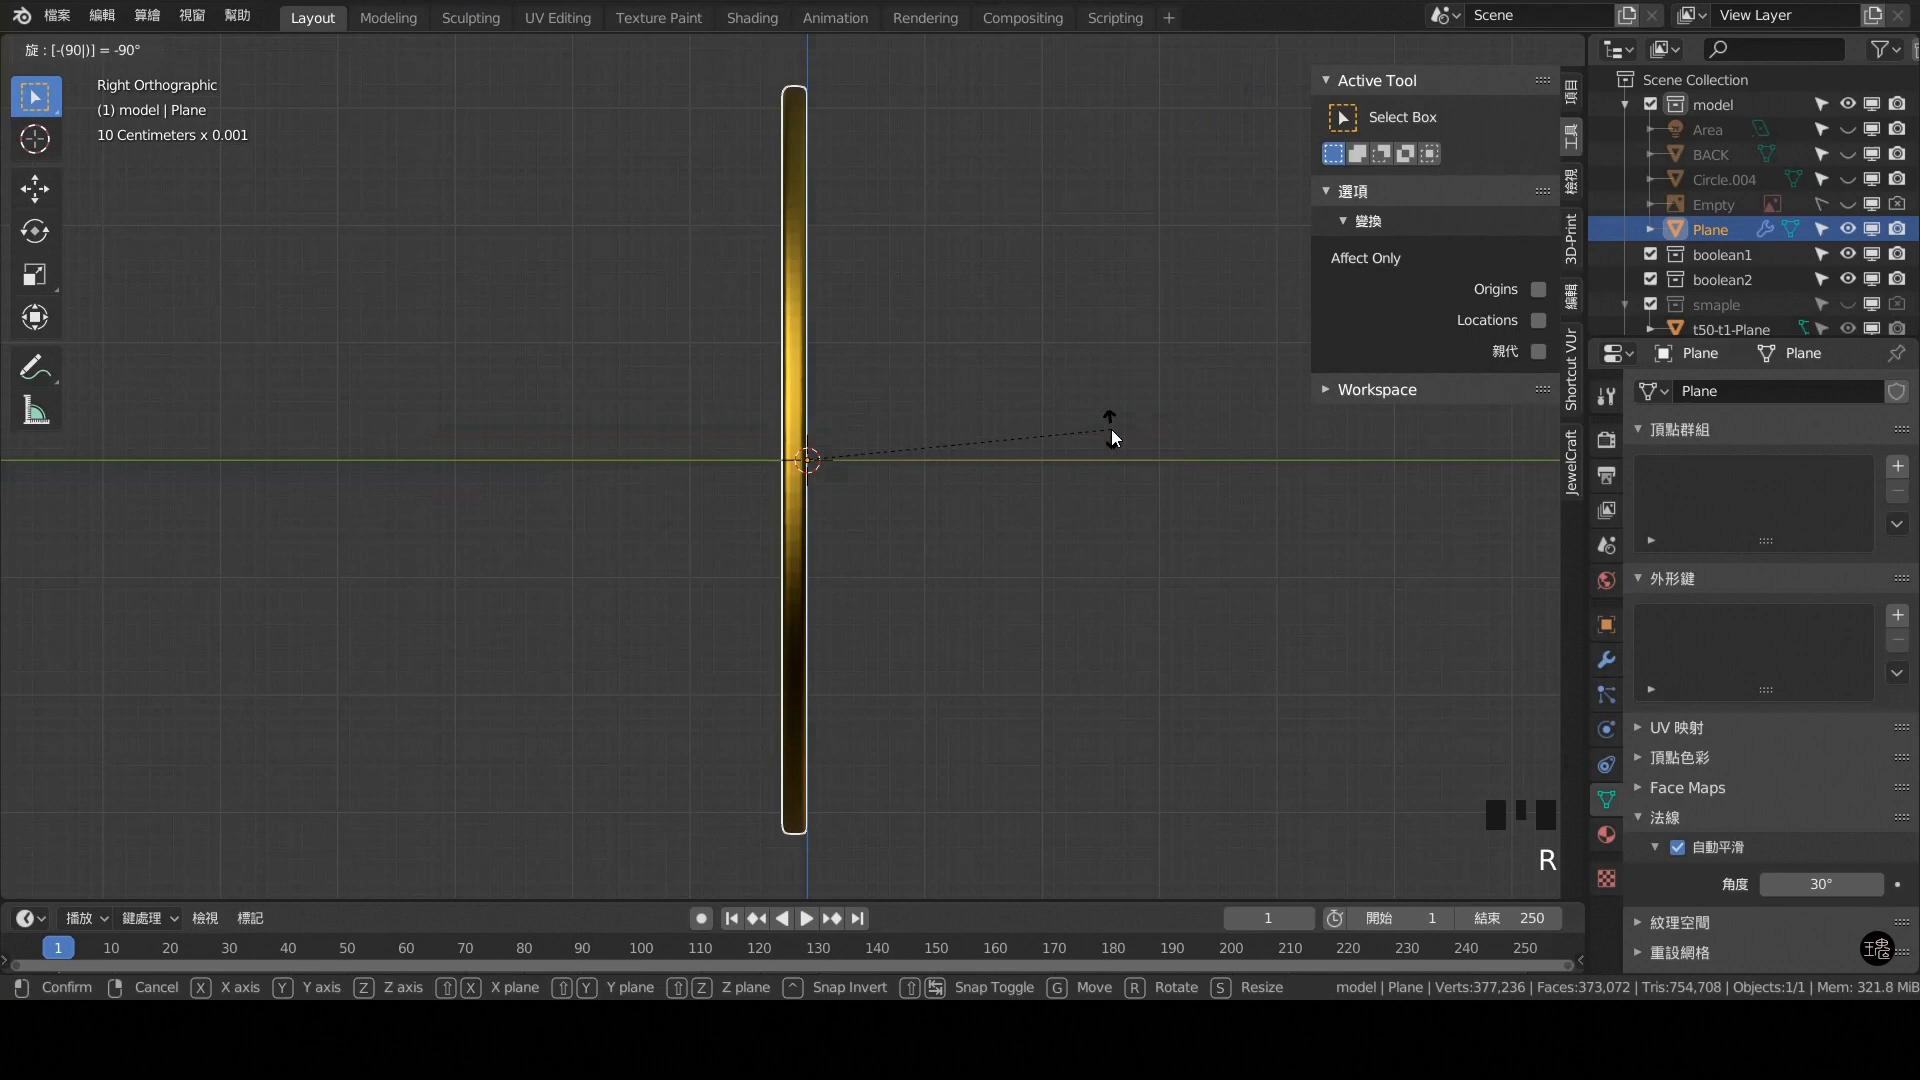 檔案 編輯 算繪 視窗 幫助 Layout Modeling Sculpting UV Editing Texture Paint Shading Animation Rendering Compositing Scripting + Scene View Layer
旋 : [-(90|)] = -90°
Right Orthographic
(1) model | Plane
10 Centimeters x 0.001
Active Tool
Select Box
選項
變換
Affect Only
Origins
Locations
親代
Workspace
項目
工具
檢視
3D-Print
編輯
Shortcut VUr
JewelCraft
Scene Collection
model
Area
BACK
Circle.004
Empty
Plane
boolean1
boolean2
smaple
t50-t1-Plane
Plane Plane
Plane
頂點群組
外形鍵
UV 映射
頂點色彩
Face Maps
法線
自動平滑
角度 30°
紋理空間
重設網格
R
播放 鍵處理 檢視 標記 1 開始 1 結束 250
1 10 20 30 40 50 60 70 80 90 100 110 120 130 140 150 160 170 180 190 200 210 220 230 240 250
Confirm Cancel X X axis Y Y axis Z Z axis X X plane Y Y plane Z Z plane Snap Invert Snap Toggle G Move R Rotate S Resize model | Plane | Verts:377,236 | Faces:373,072 | Tris:754,708 | Objects:1/1 | Mem: 321.8 MiB